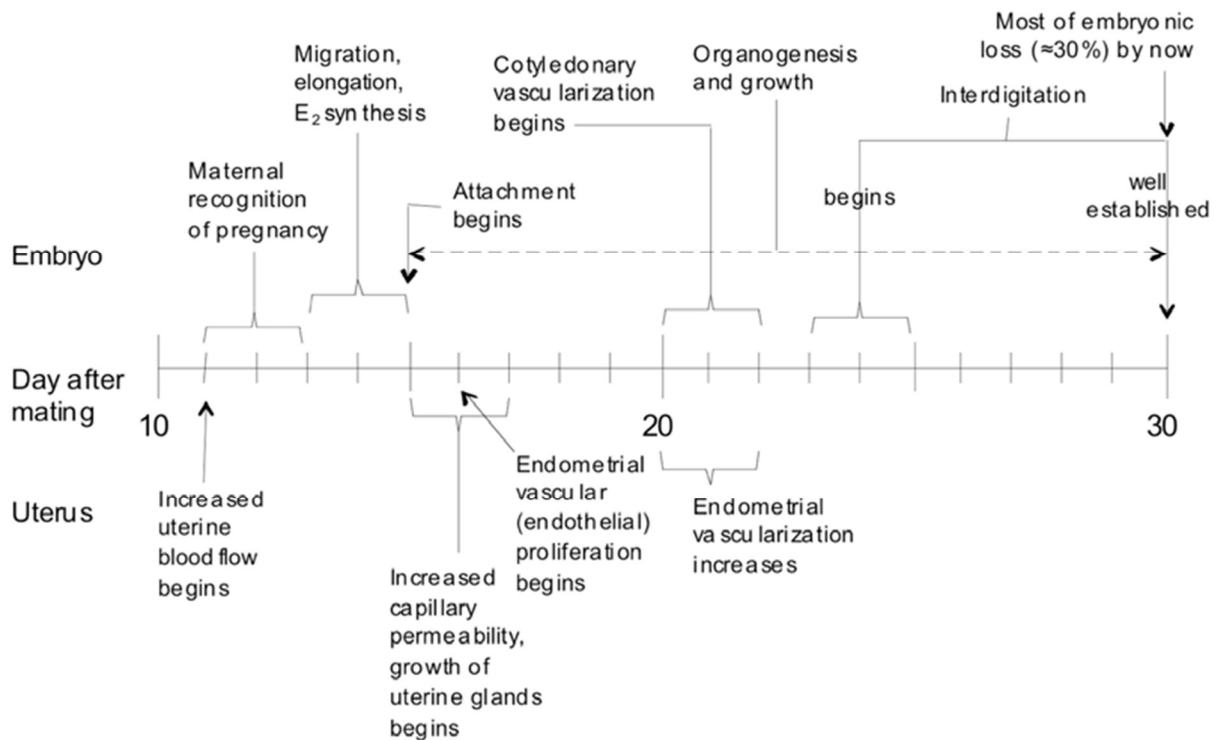 Most of embryonic
loss (≈30%) by now
Migration,
elongation,
E₂ synthesis
Cotyledonary
vascularization
begins
Organogenesis
and growth
Interdigitation
Maternal
recognition
of pregnancy
Attachment
begins
begins
well
established
Embryo
Day after
mating
10
20
30
Uterus
Increased
uterine
blood flow
begins
Endometrial
vascular
(endothelial)
proliferation
begins
Endometrial
vascularization
increases
Increased
capillary
permeability,
growth of
uterine glands
begins